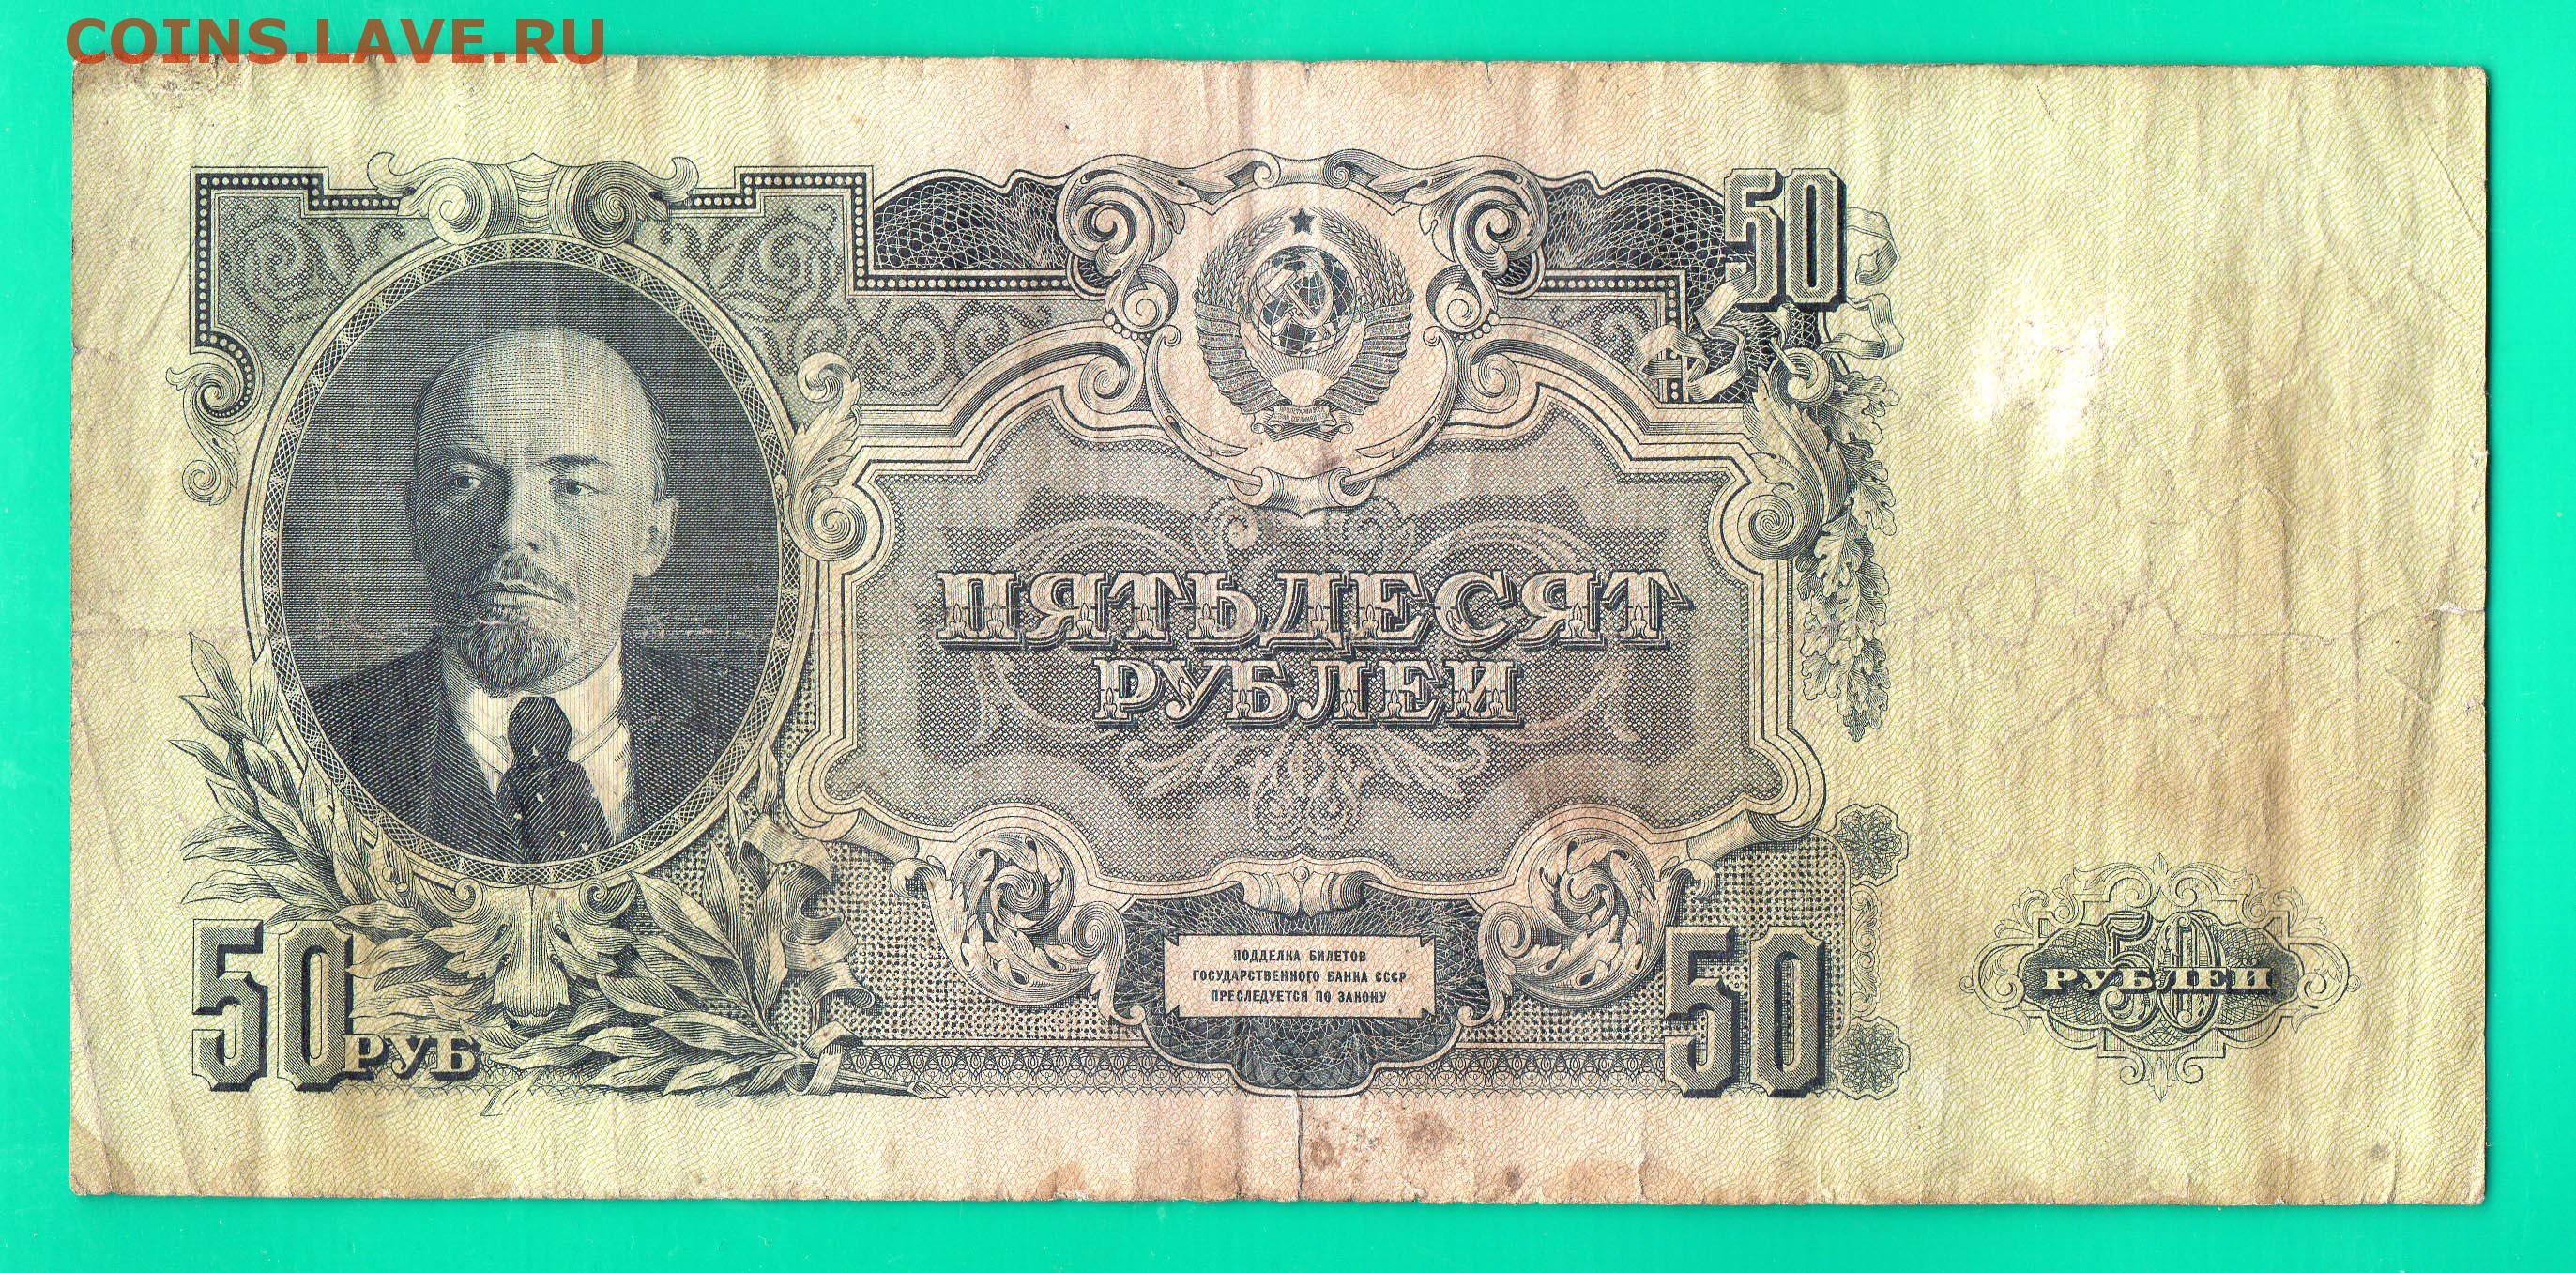 COINS.LAVE.RU
50
ПЯТЬДЕСЯТ
РУБЛЕЙ
50 РУБ
ПОДДЕЛКА БИЛЕТОВ
ГОСУДАРСТВЕННОГО БАНКА СССР
ПРЕСЛЕДУЕТСЯ ПО ЗАКОНУ
50
50
РУБЛЕЙ